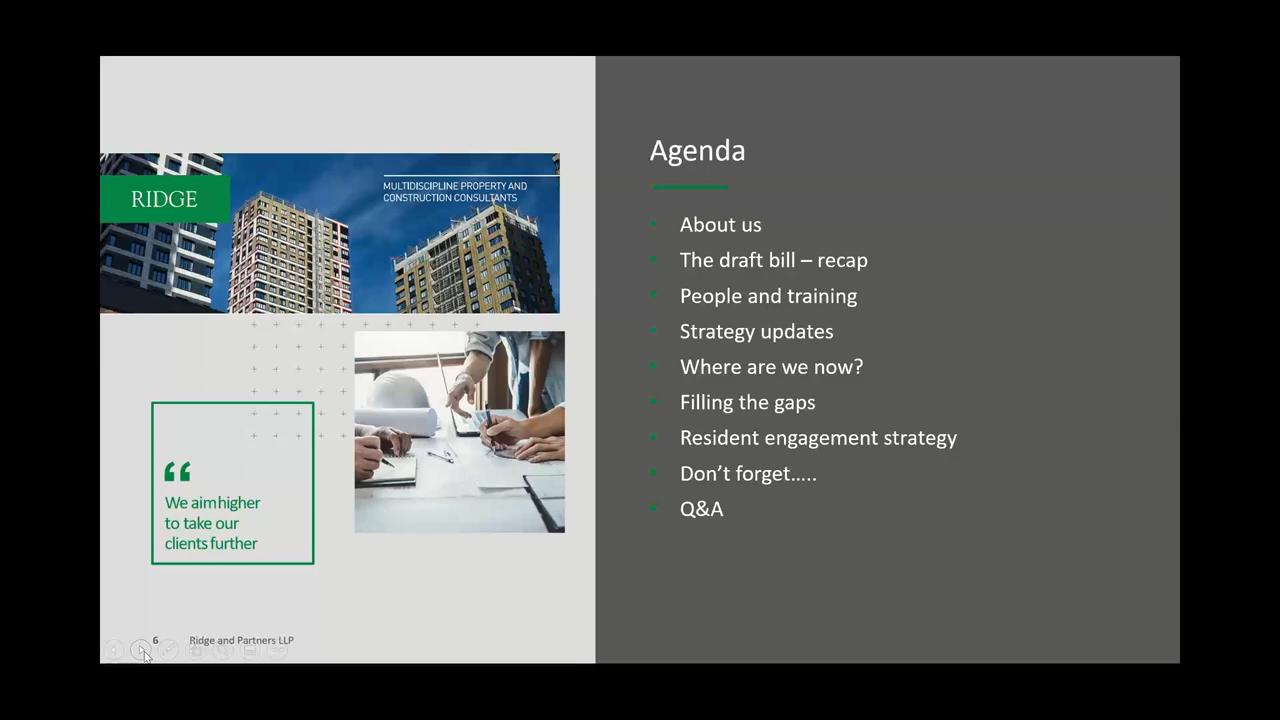 RIDGE
MULTIDISCIPLINE PROPERTY AND
CONSTRUCTION CONSULTANTS
“
We aim higher
to take our
clients further
6
Ridge and Partners LLP
Agenda
• About us
• The draft bill – recap
• People and training
• Strategy updates
• Where are we now?
• Filling the gaps
• Resident engagement strategy
• Don’t forget.....
• Q&A